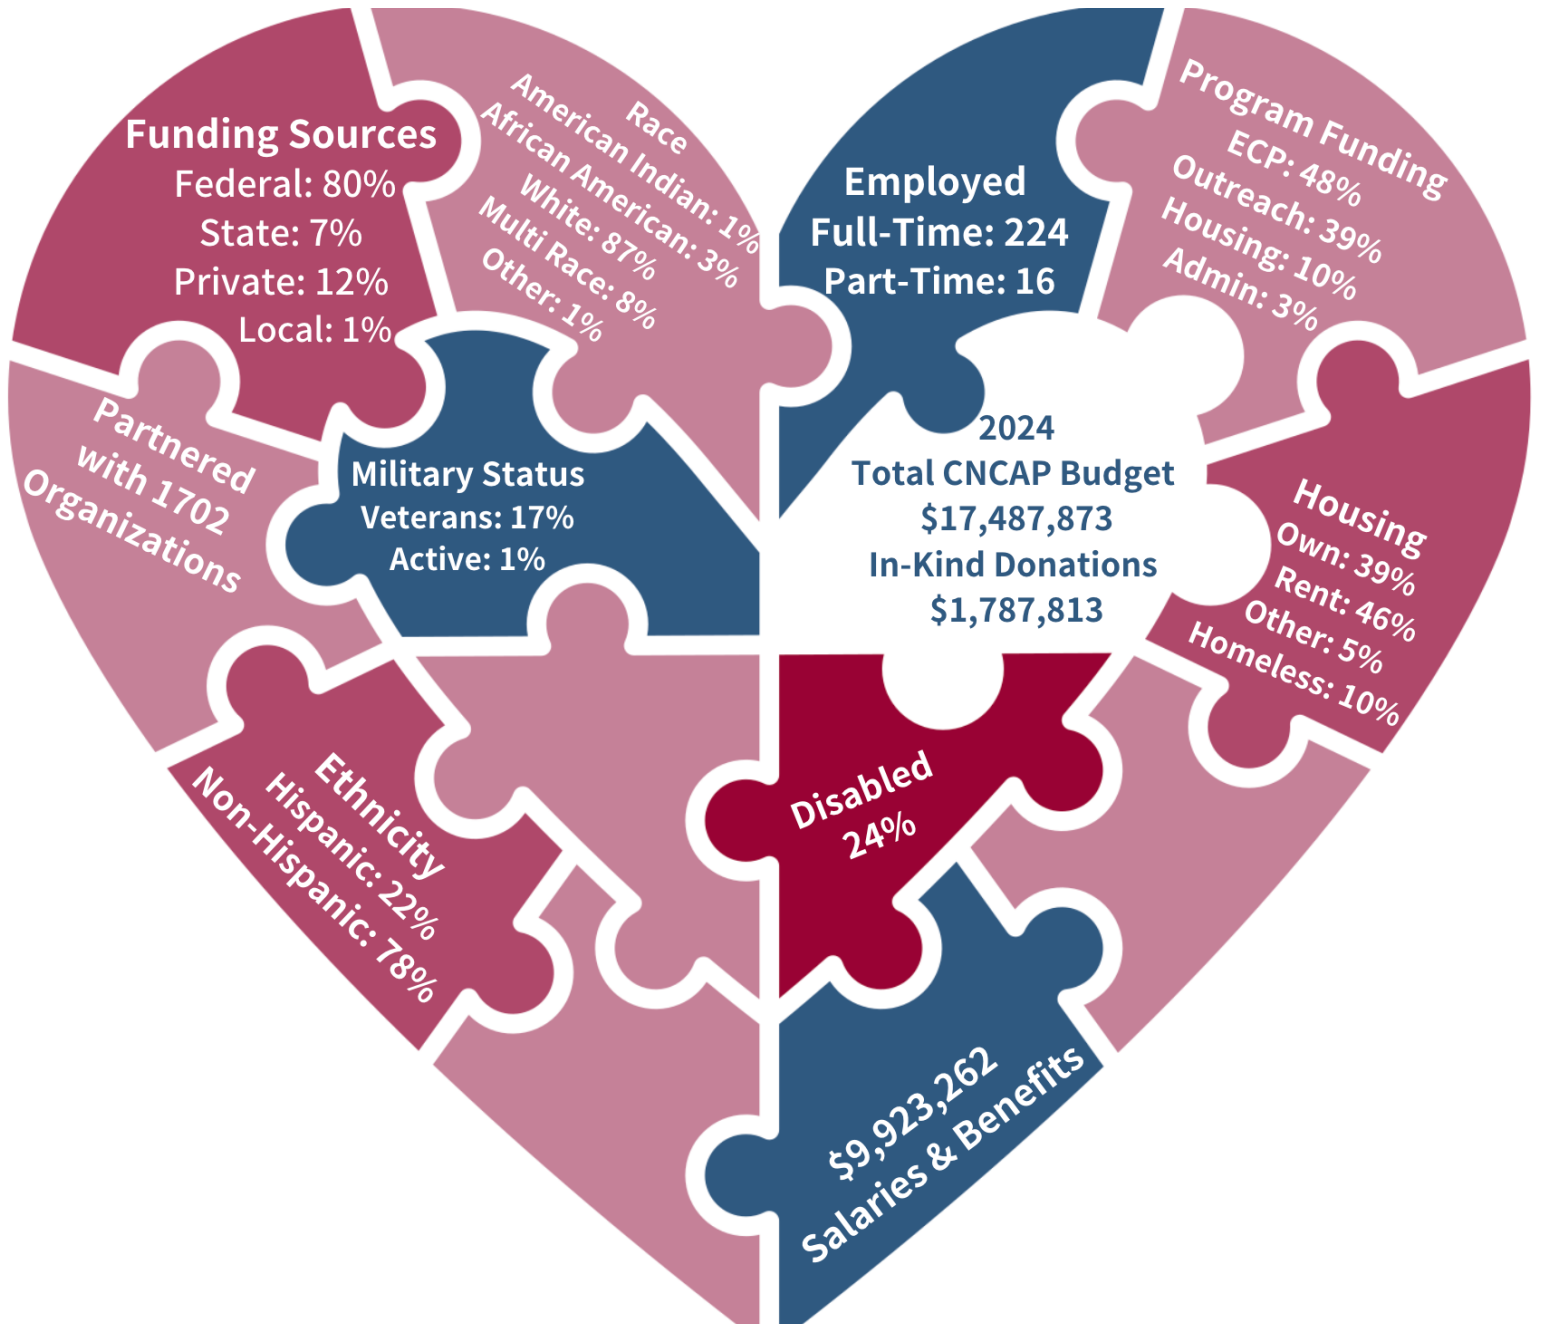 Funding Sources
Federal: 80%
State: 7%
Private: 12%
Local: 1%
Race
American Indian: 1%
African American: 3%
White: 87%
Multi Race: 8%
Other: 1%
Employed
Full-Time: 224
Part-Time: 16
Program Funding
ECP: 48%
Outreach: 39%
Housing: 10%
Admin: 3%
Partnered
with 1702
Organizations
Military Status
Veterans: 17%
Active: 1%
2024
Total CNCAP Budget
$17,487,873
In-Kind Donations
$1,787,813
Housing
Own: 39%
Rent: 46%
Other: 5%
Homeless: 10%
Ethnicity
Hispanic: 22%
Non-Hispanic: 78%
Disabled
24%
$9,923,262
Salaries & Benefits